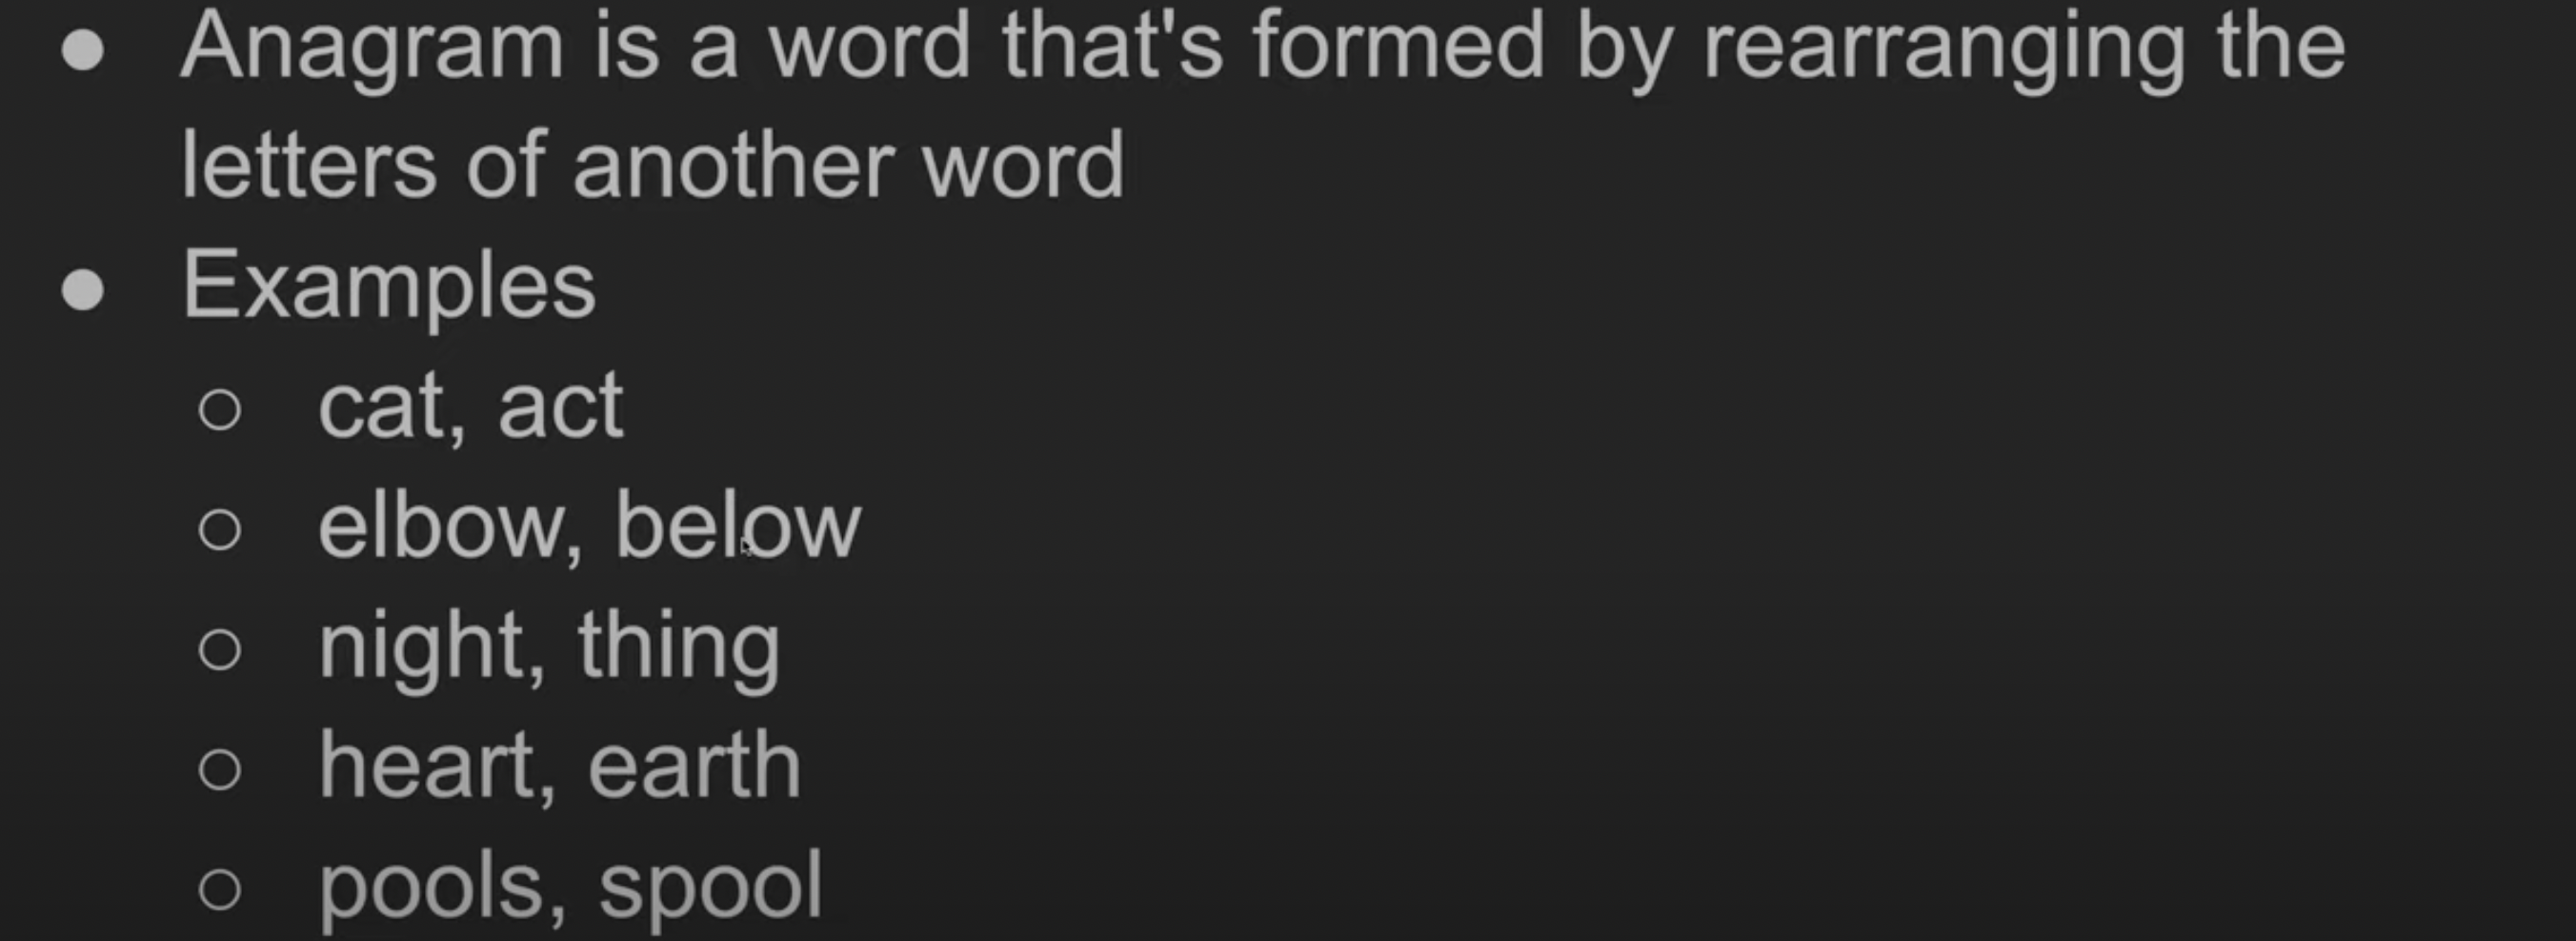 ● Anagram is a word that's formed by rearranging the
letters of another word
● Examples
○ cat, act
○ elbow, below
○ night, thing
○ heart, earth
○ pools, spool